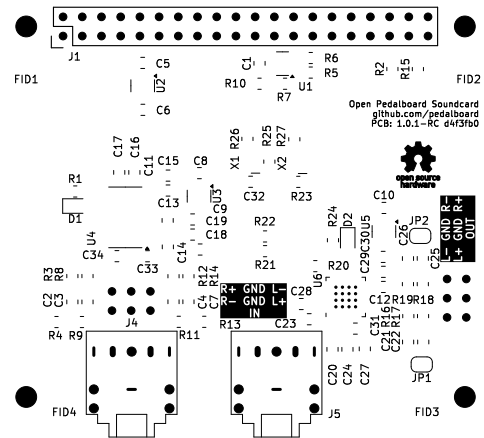 J1
C5
R6
FID1
U2
C1
R5
R2
R15
FID2
R10
R7
U1
C6
Open Pedalboard Soundcard
github.com/pedalboard
PCB: 1.0.1-RC d4f3fb0
R26
R25
R27
C17
C16
C11
C15
C8
X1
X2
open source
hardware
R1
C32
R23
D1
C13
U3
C9
C10
C19
C18
R22
R24
D2
U5
C30
C29
C26
JP2
L- GND R-
L+ GND R+
OUT
C25
U4
C34
C33
C14
R21
U6
R20
R3
R8
R12
R14
R+ GND L-
R- GND L+
IN
C28
C12
R19
R18
C2
C3
C4
C7
J4
R4
R9
R11
R13
C23
C31
R16
R17
C21
C22
C20
C24
C27
JP1
FID4
J5
FID3